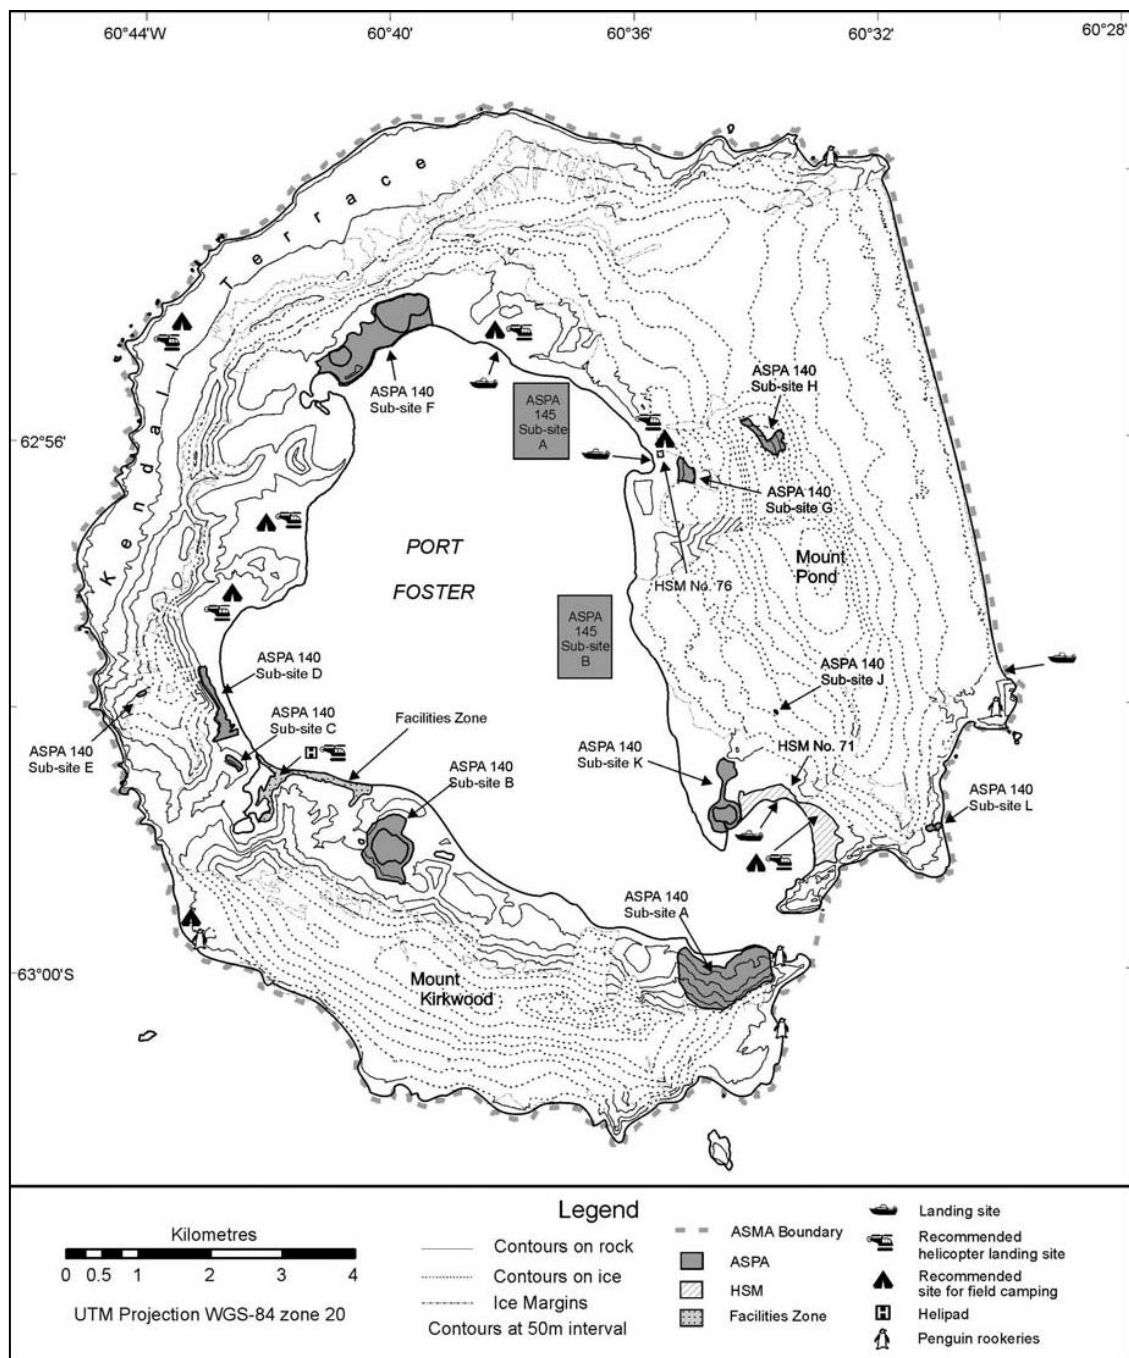 60°44'W
60°40'
60°36'
60°32'
60°28'
Kendall Terrace
ASPA 140
Sub-site H
ASPA 140
Sub-site F
ASPA
145
Sub-site
A
62°56'
ASPA 140
Sub-site G
PORT
FOSTER
Mount
Pond
HSM No. 76
ASPA
145
Sub-site
B
ASPA 140
Sub-site D
ASPA 140
Sub-site J
ASPA 140
Sub-site C
Facilities Zone
HSM No. 71
ASPA 140
Sub-site E
ASPA 140
Sub-site K
H
ASPA 140
Sub-site B
ASPA 140
Sub-site L
ASPA 140
Sub-site A
63°00'S
Mount
Kirkwood
Legend
Kilometres
0 0.5 1 2 3 4
UTM Projection WGS-84 zone 20
Contours on rock
Contours on ice
Ice Margins
Contours at 50m interval
ASMA Boundary
ASPA
HSM
Facilities Zone
Landing site
Recommended
helicopter landing site
Recommended
site for field camping
H Helipad
Penguin rookeries